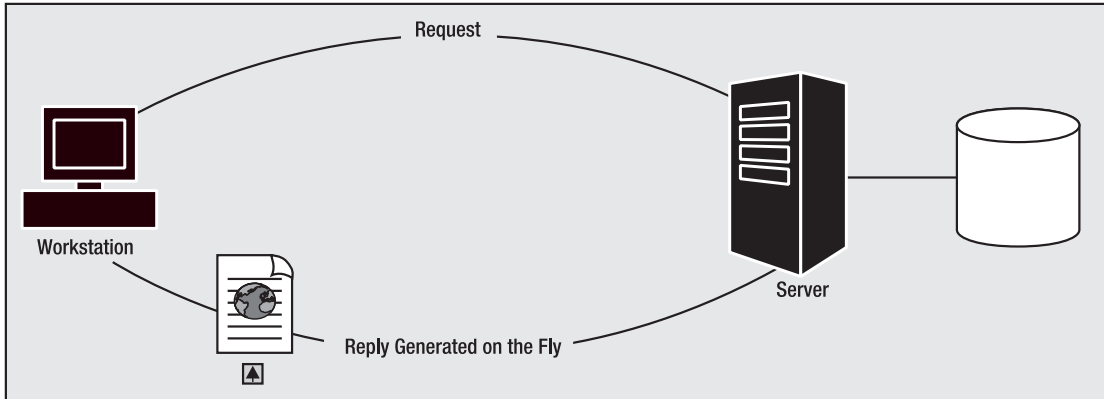 Request
Workstation
Server
Reply Generated on the Fly